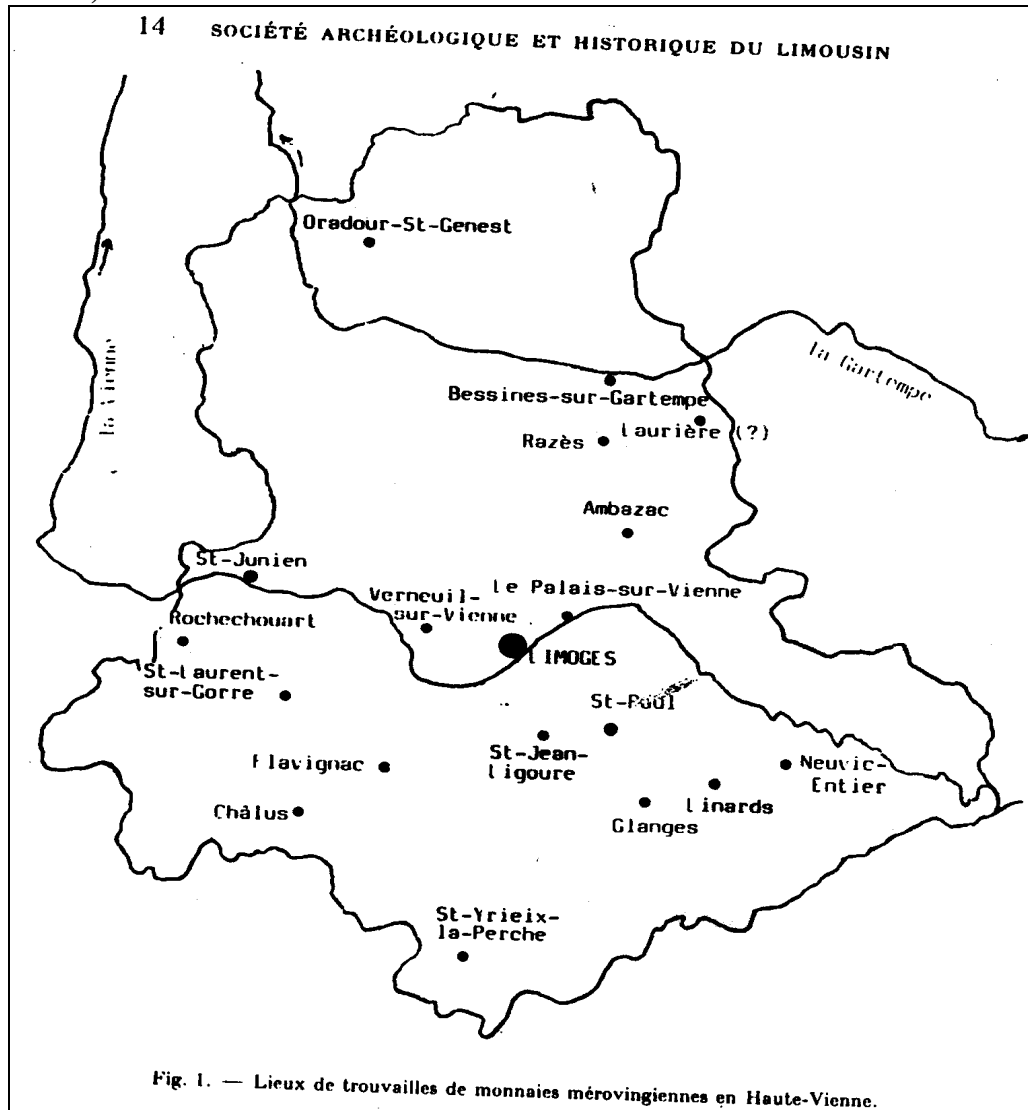 14 SOCIÉTÉ ARCHÉOLOGIQUE ET HISTORIQUE DU LIMOUSIN
Oradour-St-Genest
la Vienne
la Gartempe
Bessines-sur-Gartempe
Laurière (?)
Razès
Ambazac
St-Junien
le Palais-sur-Vienne
Verneuil-
sur-Vienne
Rochechouart
LIMOGES
St-Laurent-
sur-Gorre
St-Paul
St-Jean-
Ligoure
Flavignac
Neuvic-
Entier
Linards
Châlus
Glanges
St-Yrieix-
la-Perche
Fig. 1. — Lieux de trouvailles de monnaies mérovingiennes en Haute-Vienne.